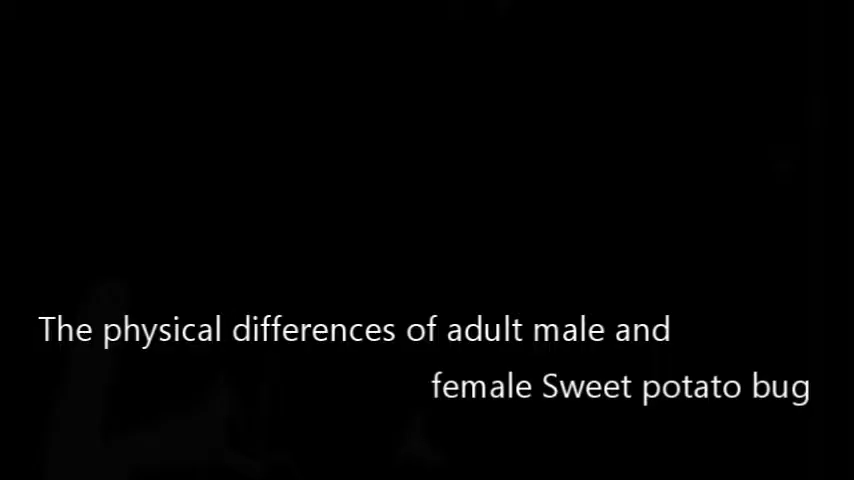 The physical differences of adult male and
female Sweet potato bug